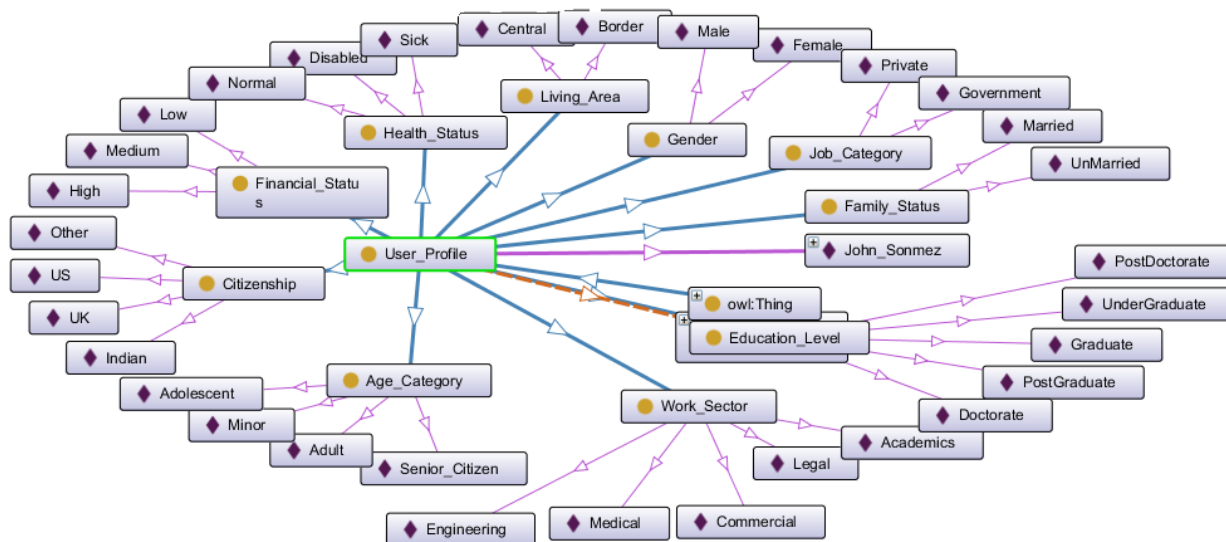 Central
Border
Male
Sick
Female
Disabled
Private
Normal
Living_Area
Government
Low
Health_Status
Gender
Married
Medium
Job_Category
UnMarried
High
Financial_Statu
s
Family_Status
Other
User_Profile
John_Sonmez
PostDoctorate
US
Citizenship
owl:Thing
UnderGraduate
UK
Education_Level
Graduate
Indian
Age_Category
PostGraduate
Adolescent
Work_Sector
Doctorate
Minor
Academics
Adult
Senior_Citizen
Legal
Engineering
Medical
Commercial